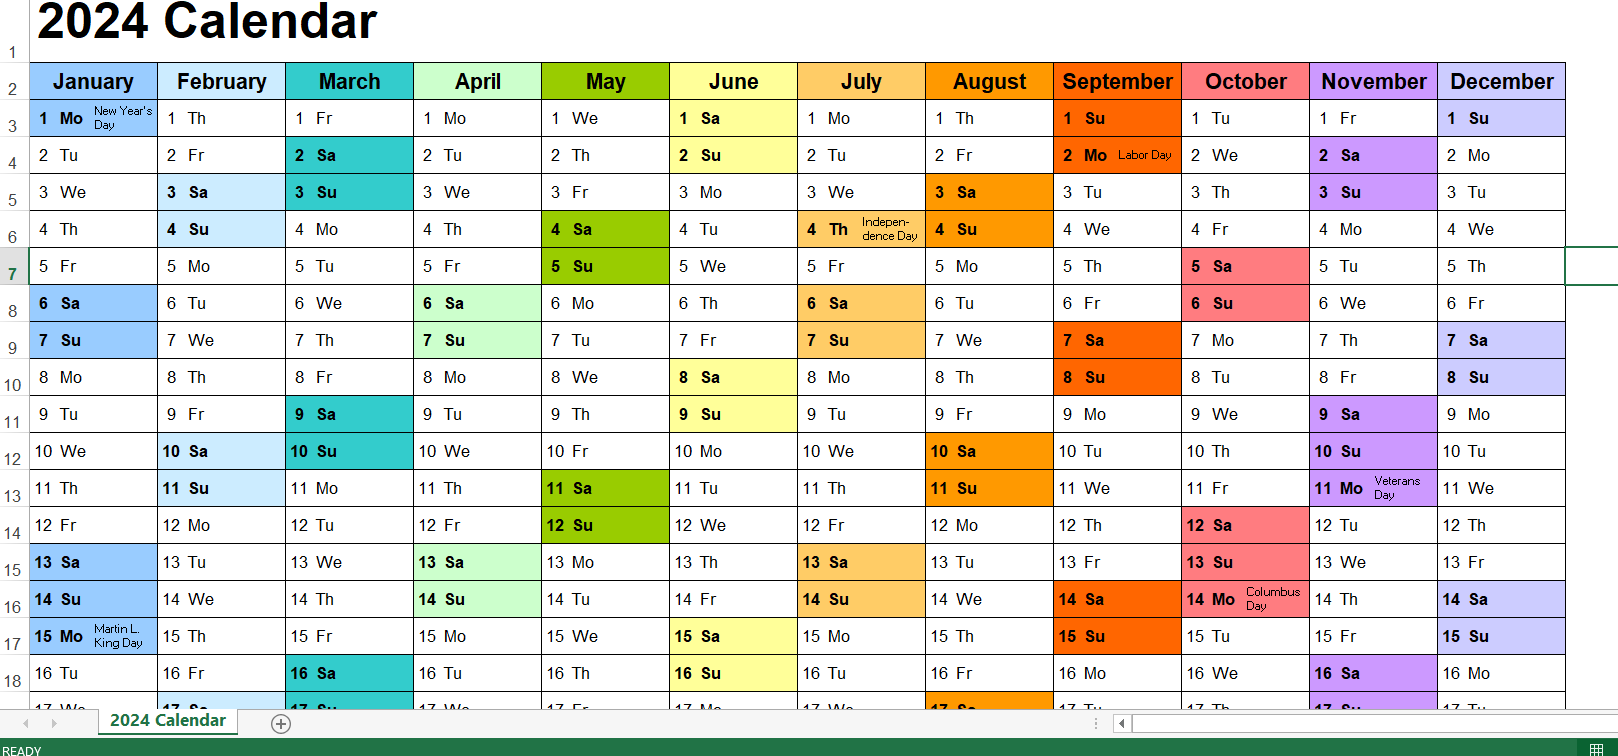 2024 Calendar
1
2 January February March April May June July August September October November December
3 1 Mo New Year's Day 1 Th 1 Fr 1 Mo 1 We 1 Sa 1 Mo 1 Th 1 Su 1 Tu 1 Fr 1 Su
4 2 Tu 2 Fr 2 Sa 2 Tu 2 Th 2 Su 2 Tu 2 Fr 2 Mo Labor Day 2 We 2 Sa 2 Mo
5 3 We 3 Sa 3 Su 3 We 3 Fr 3 Mo 3 We 3 Sa 3 Tu 3 Th 3 Su 3 Tu
6 4 Th 4 Su 4 Mo 4 Th 4 Sa 4 Tu 4 Th Indepen-dence Day 4 Su 4 We 4 Fr 4 Mo 4 We
7 5 Fr 5 Mo 5 Tu 5 Fr 5 Su 5 We 5 Fr 5 Mo 5 Th 5 Sa 5 Tu 5 Th
8 6 Sa 6 Tu 6 We 6 Sa 6 Mo 6 Th 6 Sa 6 Tu 6 Fr 6 Su 6 We 6 Fr
9 7 Su 7 We 7 Th 7 Su 7 Tu 7 Fr 7 Su 7 We 7 Sa 7 Mo 7 Th 7 Sa
10 8 Mo 8 Th 8 Fr 8 Mo 8 We 8 Sa 8 Mo 8 Th 8 Su 8 Tu 8 Fr 8 Su
11 9 Tu 9 Fr 9 Sa 9 Tu 9 Th 9 Su 9 Tu 9 Fr 9 Mo 9 We 9 Sa 9 Mo
12 10 We 10 Sa 10 Su 10 We 10 Fr 10 Mo 10 We 10 Sa 10 Tu 10 Th 10 Su 10 Tu
13 11 Th 11 Su 11 Mo 11 Th 11 Sa 11 Tu 11 Th 11 Su 11 We 11 Fr 11 Mo Veterans Day 11 We
14 12 Fr 12 Mo 12 Tu 12 Fr 12 Su 12 We 12 Fr 12 Mo 12 Th 12 Sa 12 Tu 12 Th
15 13 Sa 13 Tu 13 We 13 Sa 13 Mo 13 Th 13 Sa 13 Tu 13 Fr 13 Su 13 We 13 Fr
16 14 Su 14 We 14 Th 14 Su 14 Tu 14 Fr 14 Su 14 We 14 Sa 14 Mo Columbus Day 14 Th 14 Sa
17 15 Mo Martin L. King Day 15 Th 15 Fr 15 Mo 15 We 15 Sa 15 Mo 15 Th 15 Su 15 Tu 15 Fr 15 Su
18 16 Tu 16 Fr 16 Sa 16 Tu 16 Th 16 Su 16 Tu 16 Fr 16 Mo 16 We 16 Sa 16 Mo
2024 Calendar
READY